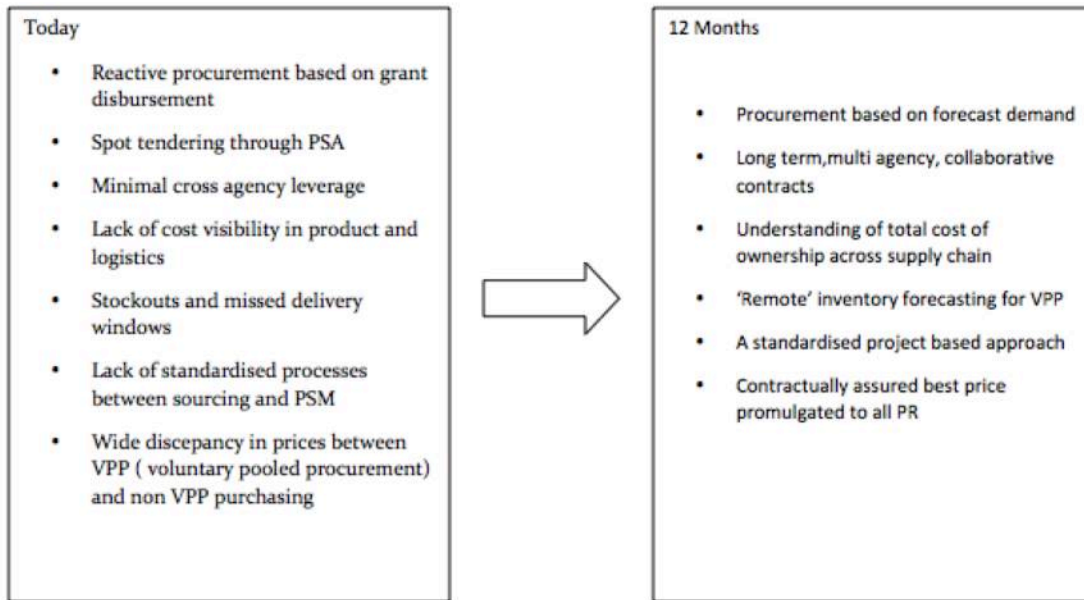 Today
• Reactive procurement based on grant
disbursement
• Spot tendering through PSA
• Minimal cross agency leverage
• Lack of cost visibility in product and
logistics
• Stockouts and missed delivery
windows
• Lack of standardised processes
between sourcing and PSM
• Wide discepancy in prices between
VPP ( voluntary pooled procurement)
and non VPP purchasing
12 Months
• Procurement based on forecast demand
• Long term,multi agency, collaborative
contracts
• Understanding of total cost of
ownership across supply chain
• ‘Remote’ inventory forecasting for VPP
• A standardised project based approach
• Contractually assured best price
promulgated to all PR